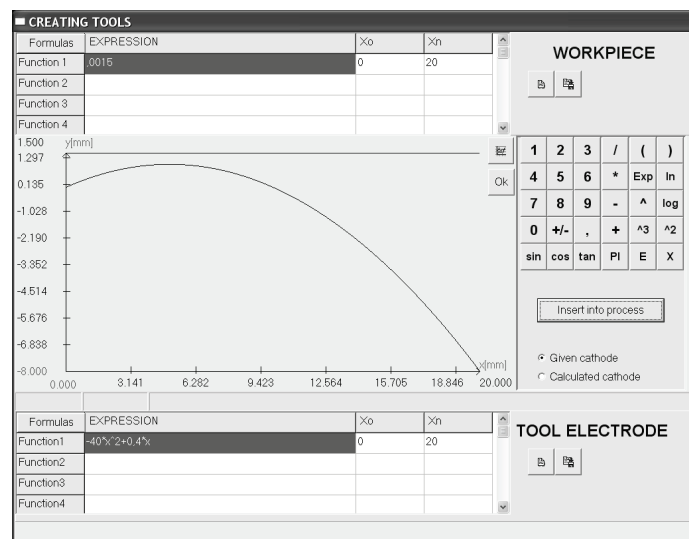 CREATING TOOLS
Formulas EXPRESSION Xo Xn
Function 1 ,0015 0 20
Function 2
Function 3
Function 4
WORKPIECE
1.500 y[mm]
1.297
0.135
-1.028
-2.190
-3.352
-4.514
-5.676
-6.838
-8.000 x[mm]
0.000 3.141 6.282 9.423 12.564 15.705 18.846 20.000
Ok
1 2 3 / ( )
4 5 6 * Exp ln
7 8 9 - ^ log
0 +/- , + ^3 ^2
sin cos tan PI E X
Insert into process
Given cathode
Calculated cathode
Formulas EXPRESSION Xo Xn
Function1 -40*x^2+0,4*x 0 20
Function2
Function3
Function4
TOOL ELECTRODE